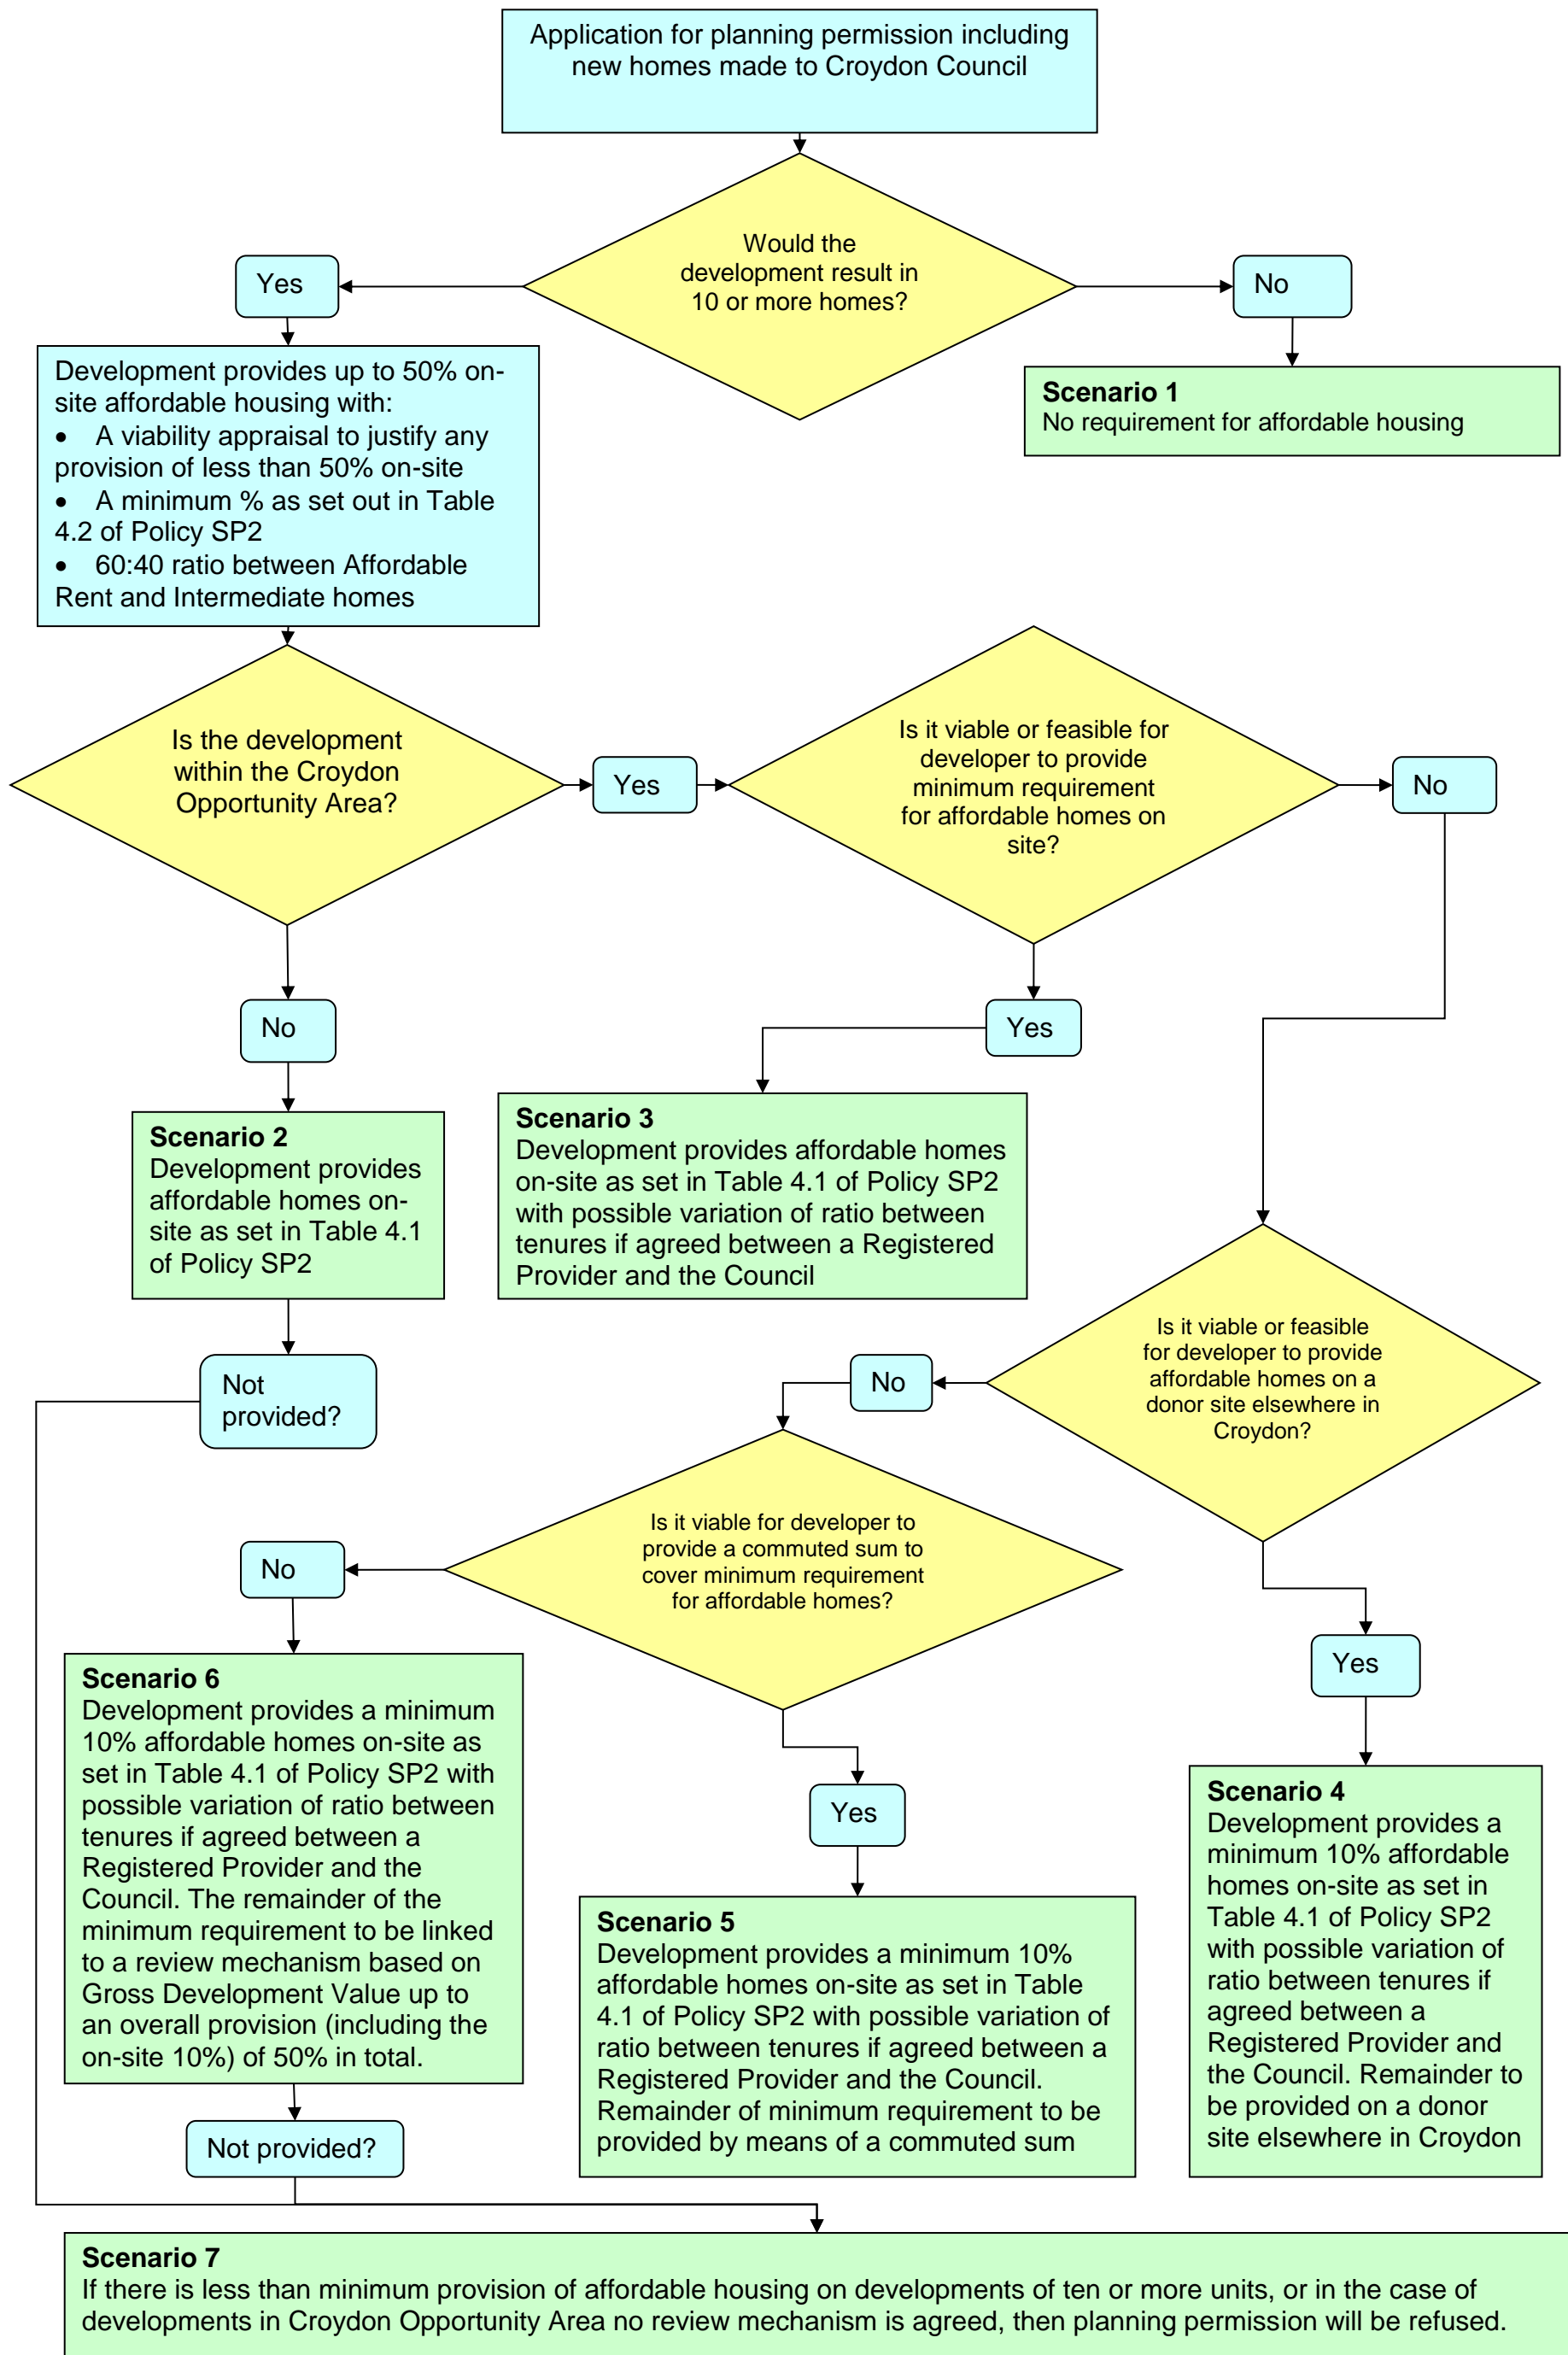 Application for planning permission including
new homes made to Croydon Council
Would the
development result in
10 or more homes?
Yes
No
Development provides up to 50% on-
site affordable housing with:
• A viability appraisal to justify any
provision of less than 50% on-site
• A minimum % as set out in Table
4.2 of Policy SP2
• 60:40 ratio between Affordable
Rent and Intermediate homes
Scenario 1
No requirement for affordable housing
Is the development
within the Croydon
Opportunity Area?
Yes
Is it viable or feasible for
developer to provide
minimum requirement
for affordable homes on
site?
No
No
Yes
Scenario 2
Development provides
affordable homes on-
site as set in Table 4.1
of Policy SP2
Scenario 3
Development provides affordable homes
on-site as set in Table 4.1 of Policy SP2
with possible variation of ratio between
tenures if agreed between a Registered
Provider and the Council
Not
provided?
No
Is it viable or feasible
for developer to provide
affordable homes on a
donor site elsewhere in
Croydon?
No
Is it viable for developer to
provide a commuted sum to
cover minimum requirement
for affordable homes?
Yes
Yes
Scenario 6
Development provides a minimum
10% affordable homes on-site as
set in Table 4.1 of Policy SP2 with
possible variation of ratio between
tenures if agreed between a
Registered Provider and the
Council. The remainder of the
minimum requirement to be linked
to a review mechanism based on
Gross Development Value up to
an overall provision (including the
on-site 10%) of 50% in total.
Scenario 5
Development provides a minimum 10%
affordable homes on-site as set in Table
4.1 of Policy SP2 with possible variation of
ratio between tenures if agreed between a
Registered Provider and the Council.
Remainder of minimum requirement to be
provided by means of a commuted sum
Scenario 4
Development provides a
minimum 10% affordable
homes on-site as set in
Table 4.1 of Policy SP2
with possible variation of
ratio between tenures if
agreed between a
Registered Provider and
the Council. Remainder to
be provided on a donor
site elsewhere in Croydon
Not provided?
Scenario 7
If there is less than minimum provision of affordable housing on developments of ten or more units, or in the case of
developments in Croydon Opportunity Area no review mechanism is agreed, then planning permission will be refused.